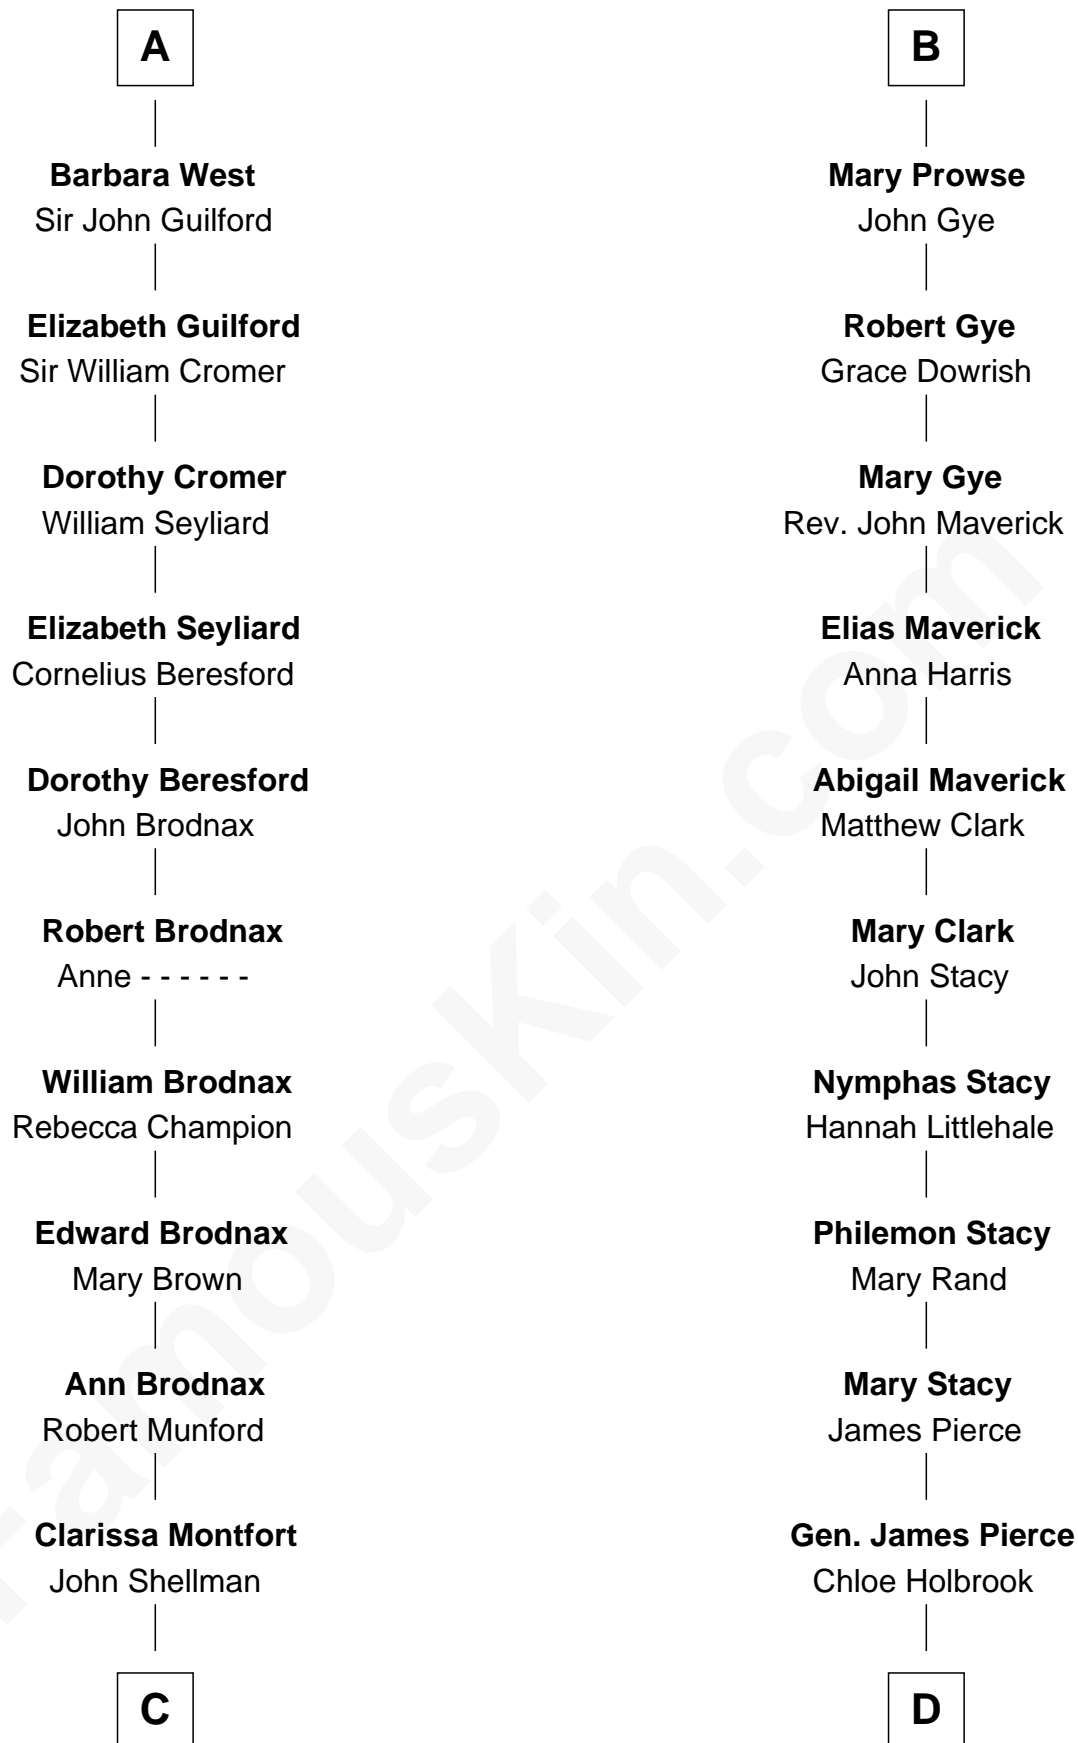 A
Barbara West
Sir John Guilford
Elizabeth Guilford
Sir William Cromer
Dorothy Cromer
William Seyliard
Elizabeth Seyliard
Cornelius Beresford
Dorothy Beresford
John Brodnax
Robert Brodnax
Anne - - - - - -
William Brodnax
Rebecca Champion
Edward Brodnax
Mary Brown
Ann Brodnax
Robert Munford
Clarissa Montfort
John Shellman
C
B
Mary Prowse
John Gye
Robert Gye
Grace Dowrish
Mary Gye
Rev. John Maverick
Elias Maverick
Anna Harris
Abigail Maverick
Matthew Clark
Mary Clark
John Stacy
Nymphas Stacy
Hannah Littlehale
Philemon Stacy
Mary Rand
Mary Stacy
James Pierce
Gen. James Pierce
Chloe Holbrook
D
FamousKin.com